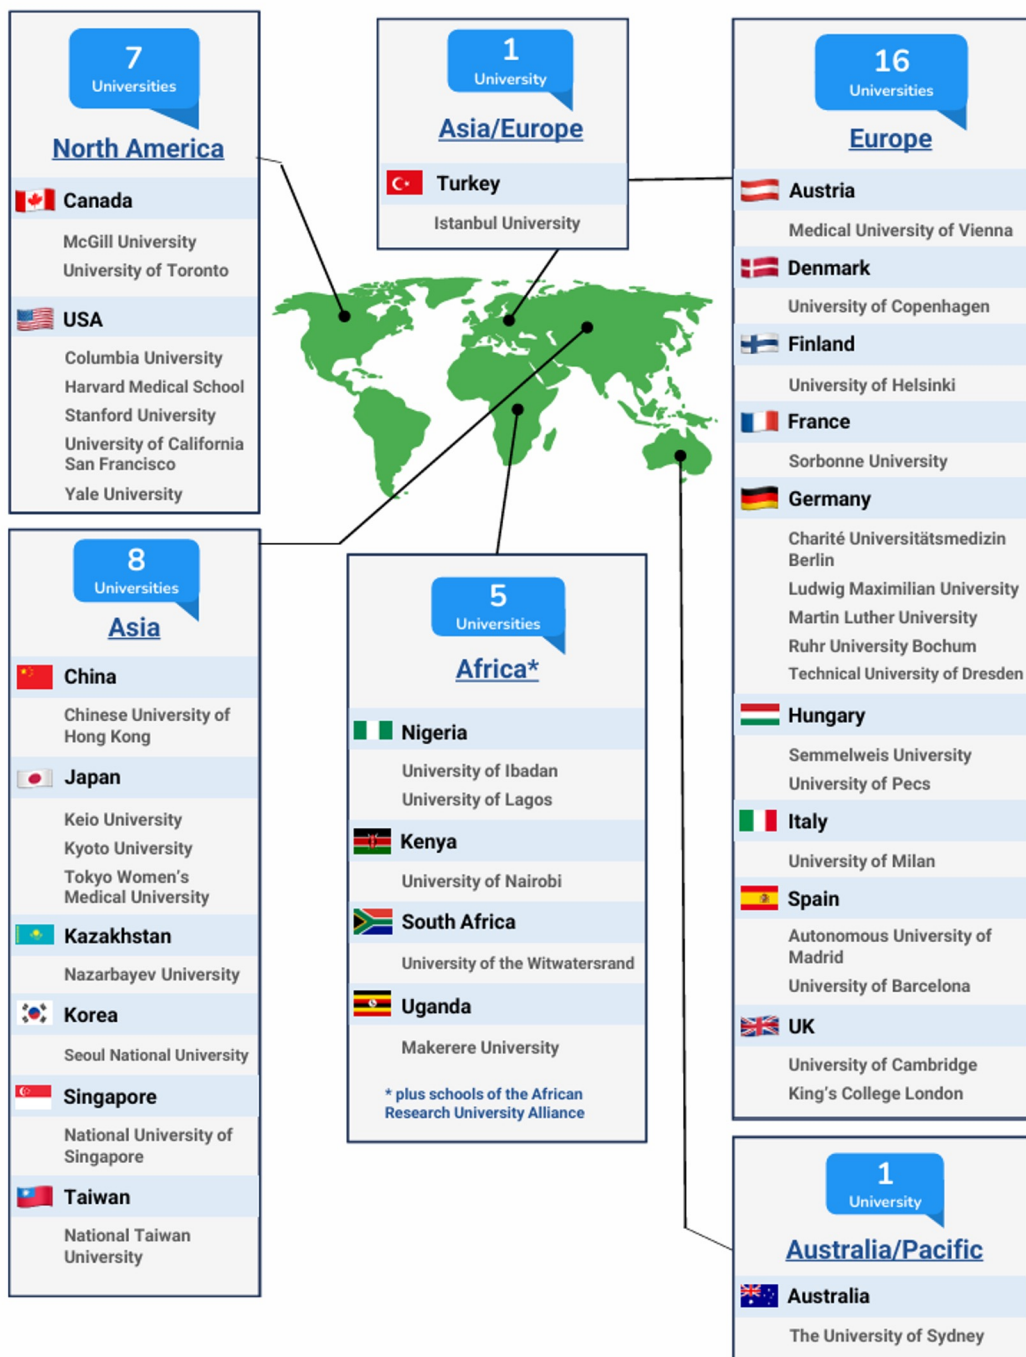 7
Universities
North America
Canada
McGill University
University of Toronto
USA
Columbia University
Harvard Medical School
Stanford University
University of California
San Francisco
Yale University
1
University
Asia/Europe
Turkey
Istanbul University
16
Universities
Europe
Austria
Medical University of Vienna
Denmark
University of Copenhagen
Finland
University of Helsinki
France
Sorbonne University
Germany
Charité Universitätsmedizin
Berlin
Ludwig Maximilian University
Martin Luther University
Ruhr University Bochum
Technical University of Dresden
Hungary
Semmelweis University
University of Pecs
Italy
University of Milan
Spain
Autonomous University of
Madrid
University of Barcelona
UK
University of Cambridge
King's College London
8
Universities
Asia
China
Chinese University of
Hong Kong
Japan
Keio University
Kyoto University
Tokyo Women's
Medical University
Kazakhstan
Nazarbayev University
Korea
Seoul National University
Singapore
National University of
Singapore
Taiwan
National Taiwan
University
5
Universities
Africa*
Nigeria
University of Ibadan
University of Lagos
Kenya
University of Nairobi
South Africa
University of the Witwatersrand
Uganda
Makerere University
* plus schools of the African
Research University Alliance
1
University
Australia/Pacific
Australia
The University of Sydney